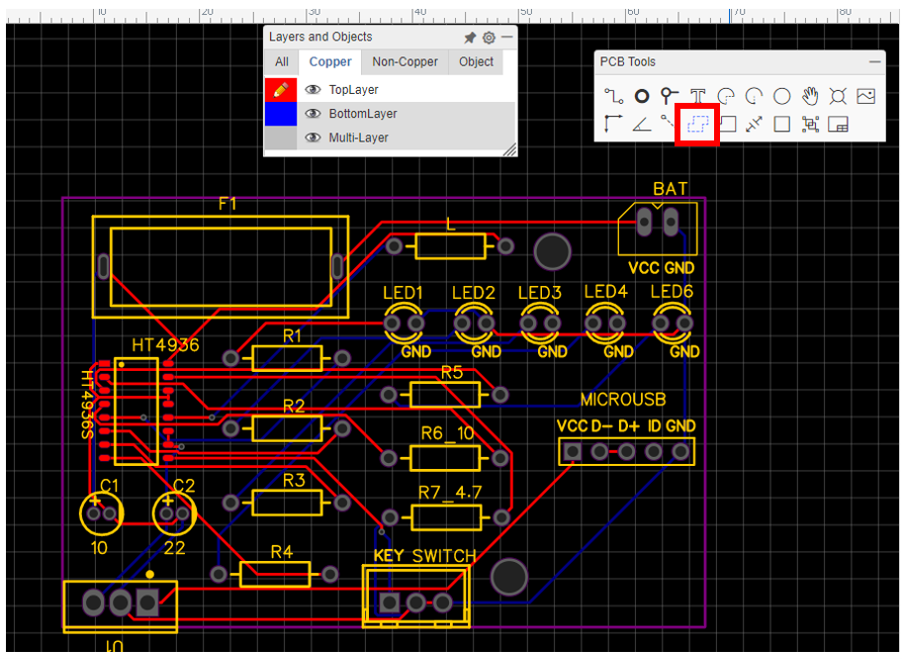 10 20 30 40 50 60 70 80
Layers and Objects
All Copper Non-Copper Object
TopLayer
BottomLayer
Multi-Layer
PCB Tools
T
BAT
F1
L
VCC GND
LED1 LED2 LED3 LED4 LED6
HT4936
R1
GND GND GND GND GND
R5
HT4936S
MICROUSB
R2
VCC D- D+ ID GND
R6_10
C1 C2
R3
R7_4.7
10 22
R4
KEY SWITCH
U1